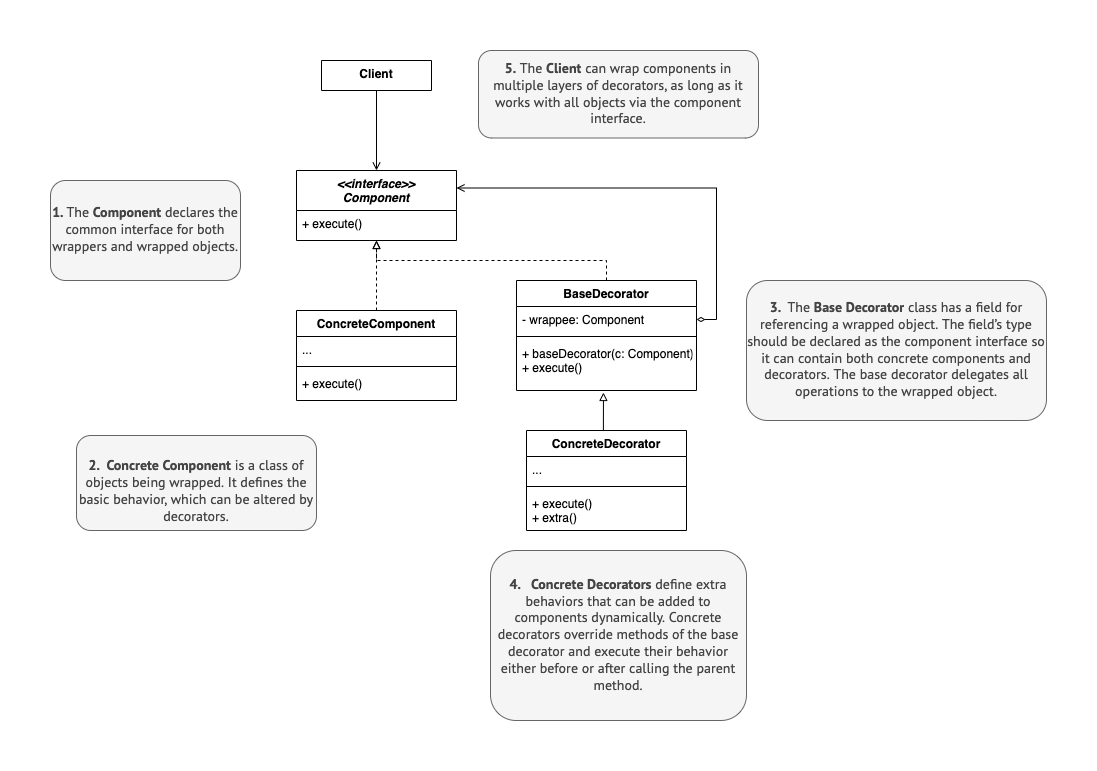 Client
5. The Client can wrap components in
multiple layers of decorators, as long as it
works with all objects via the component
interface.
<<interface>>
Component
+ execute()
1. The Component declares the
common interface for both
wrappers and wrapped objects.
BaseDecorator
- wrappee: Component
+ baseDecorator(c: Component)
+ execute()
3. The Base Decorator class has a field for
referencing a wrapped object. The field's type
should be declared as the component interface so
it can contain both concrete components and
decorators. The base decorator delegates all
operations to the wrapped object.
ConcreteComponent
...
+ execute()
2. Concrete Component is a class of
objects being wrapped. It defines the
basic behavior, which can be altered by
decorators.
ConcreteDecorator
...
+ execute()
+ extra()
4. Concrete Decorators define extra
behaviors that can be added to
components dynamically. Concrete
decorators override methods of the base
decorator and execute their behavior
either before or after calling the parent
method.